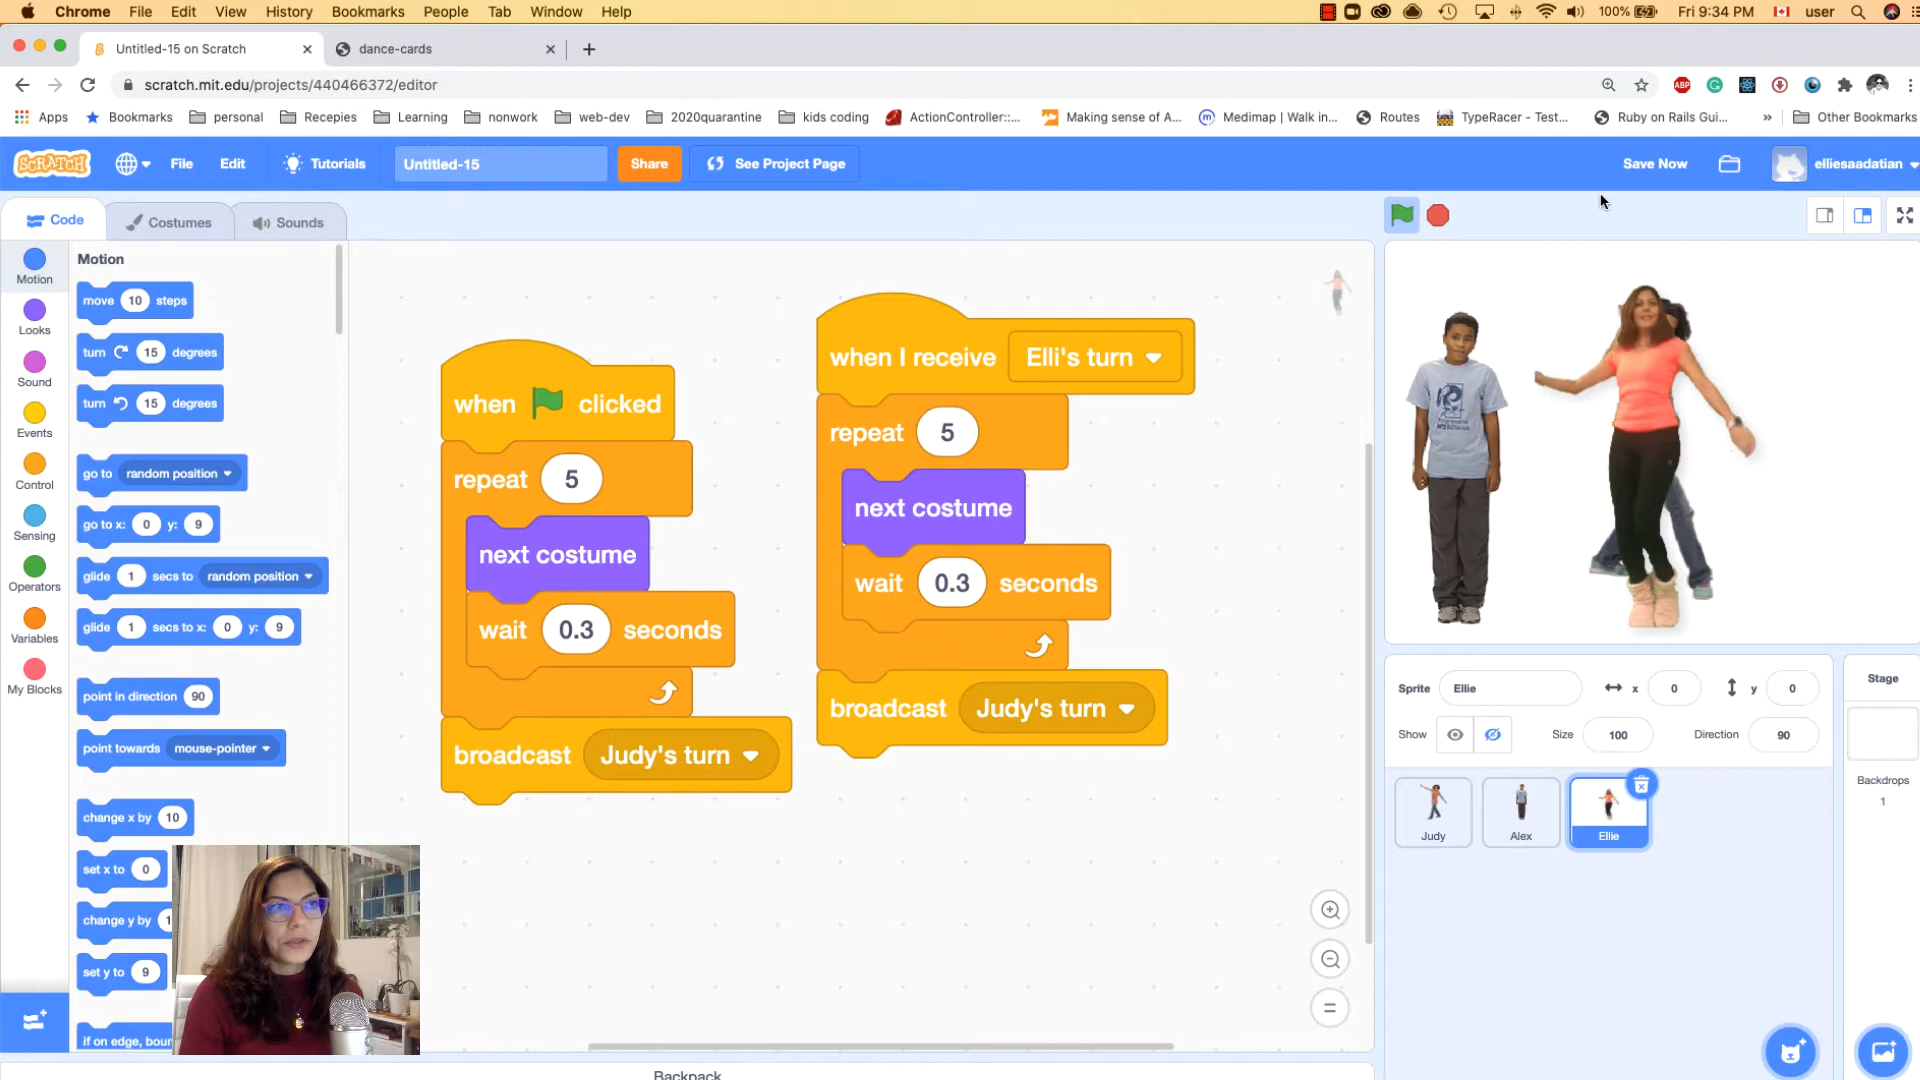 Chrome File Edit View History Bookmarks People Tab Window Help 100% Fri 9:34 PM user
Untitled-15 on Scratch dance-cards
scratch.mit.edu/projects/440466372/editor
ABP
Apps Bookmarks personal Recepies Learning nonwork web-dev 2020quarantine kids coding ActionController::... Making sense of A... Medimap | Walk in... Routes TypeRacer - Test... Ruby on Rails Gui... » Other Bookmarks
SCRATCH File Edit Tutorials Untitled-15 Share See Project Page Save Now elliesaadatian
Code Costumes Sounds
Motion
Looks
Sound
Events
Control
Sensing
Operators
Variables
My Blocks
Motion
move 10 steps
turn 15 degrees
turn 15 degrees
go to random position
go to x: 0 y: 9
glide 1 secs to random position
glide 1 secs to x: 0 y: 9
point in direction 90
point towards mouse-pointer
change x by 10
set x to 0
change y by 1
set y to 9
if on edge, boun
when clicked
repeat 5
next costume
wait 0.3 seconds
broadcast Judy's turn
when I receive Elli's turn
repeat 5
next costume
wait 0.3 seconds
broadcast Judy's turn
Sprite Ellie x 0 y 0
Show Size 100 Direction 90
Judy Alex Ellie
Stage
Backdrops
1
Backpack